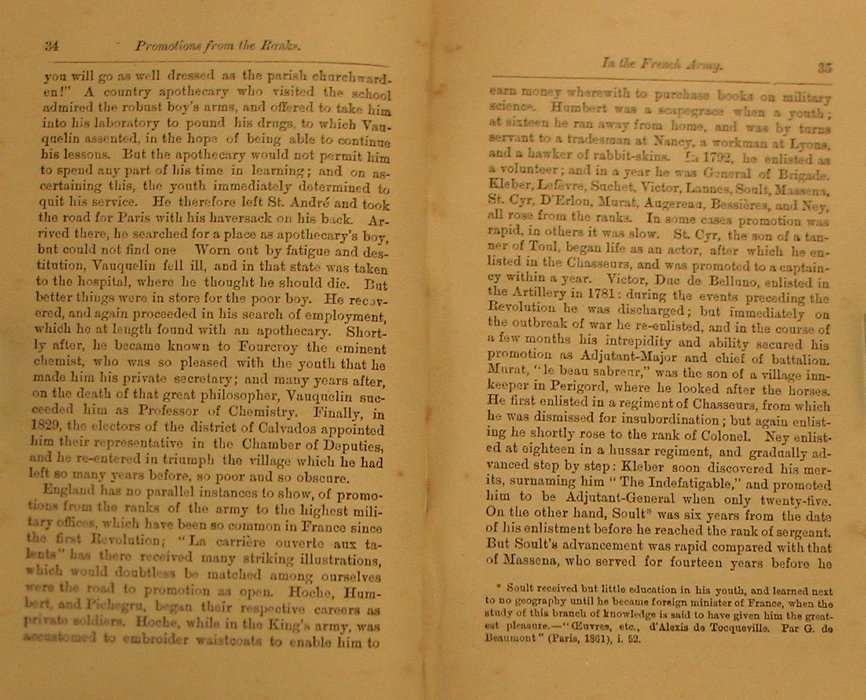 34 Promotions from the Ranks.
you will go as well dressed as the parish churchward-
en!" A country apothecary who visited the school
admired the robust boy's arms, and offered to take him
into his laboratory to pound his drugs, to which Vau-
quelin assented, in the hope of being able to continue
his lessons. But the apothecary would not permit him
to spend any part of his time in learning; and on as-
certaining this, the youth immediately determined to
quit his service. He therefore left St. André and took
the road for Paris with his haversack on his back. Ar-
rived there, he searched for a place as apothecary's boy,
but could not find one Worn out by fatigue and des-
titution, Vauquelin fell ill, and in that state was taken
to the hospital, where he thought he should die. But
better things were in store for the poor boy. He recov-
ered, and again proceeded in his search of employment,
which he at length found with an apothecary. Short-
ly after, he became known to Fourcroy the eminent
chemist, who was so pleased with the youth that he
made him his private secretary; and many years after,
on the death of that great philosopher, Vauquelin suc-
ceeded him as Professor of Chemistry. Finally, in
1829, the electors of the district of Calvados appointed
him their representative in the Chamber of Deputies,
and he re-entered in triumph the village which he had
left so many years before, so poor and so obscure.
England has no parallel instances to show, of promo-
tions from the ranks of the army to the highest mili-
tary offices, which have been so common in France since
the first Revolution; "La carrière ouverte aux ta-
lents" has there received many striking illustrations,
which would doubtless be matched among ourselves
were the road to promotion as open. Hoche, Hum-
bert, and Pichegru, began their respective careers as
private soldiers. Hoche, while in the King's army, was
accustomed to embroider waistcoats to enable him to
In the French Army. 35
earn money wherewith to purchase books on military
science. Humbert was a scapegrace when a youth;
at sixteen he ran away from home, and was by turns
servant to a tradesman at Nancy, a workman at Lyons,
and a hawker of rabbit-skins. In 1792, he enlisted as
a volunteer; and in a year he was General of Brigade.
Kleber, Lefevre, Suchet, Victor, Lannes, Soult, Massena,
St. Cyr, D'Erlon, Murat, Augereau, Bessières, and Ney,
all rose from the ranks. In some cases promotion was
rapid, in others it was slow. St. Cyr, the son of a tan-
ner of Toul, began life as an actor, after which he en-
listed in the Chasseurs, and was promoted to a captain-
cy within a year. Victor, Duc de Belluno, enlisted in
the Artillery in 1781: during the events preceding the
Revolution he was discharged; but immediately on
the outbreak of war he re-enlisted, and in the course of
a few months his intrepidity and ability secured his
promotion as Adjutant-Major and chief of battalion.
Murat, "le beau sabreur," was the son of a village inn-
keeper in Perigord, where he looked after the horses.
He first enlisted in a regiment of Chasseurs, from which
he was dismissed for insubordination; but again enlist-
ing he shortly rose to the rank of Colonel. Ney enlist-
ed at eighteen in a hussar regiment, and gradually ad-
vanced step by step: Kleber soon discovered his mer-
its, surnaming him "The Indefatigable," and promoted
him to be Adjutant-General when only twenty-five.
On the other hand, Soult* was six years from the date
of his enlistment before he reached the rank of sergeant.
But Soult's advancement was rapid compared with that
of Massena, who served for fourteen years before he
* Soult received but little education in his youth, and learned next
to no geography until he became foreign minister of France, when the
study of this branch of knowledge is said to have given him the great-
est pleasure.—"Œuvres, etc., d'Alexis de Tocqueville. Par G. de
Beaumont" (Paris, 1861), i. 52.